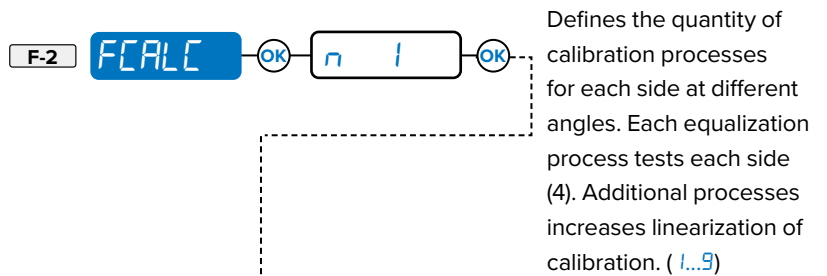 F-2 FCALC OK n 1 OK
Defines the quantity of
calibration processes
for each side at different
angles. Each equalization
process tests each side
(4). Additional processes
increases linearization of
calibration. ( 1...9)